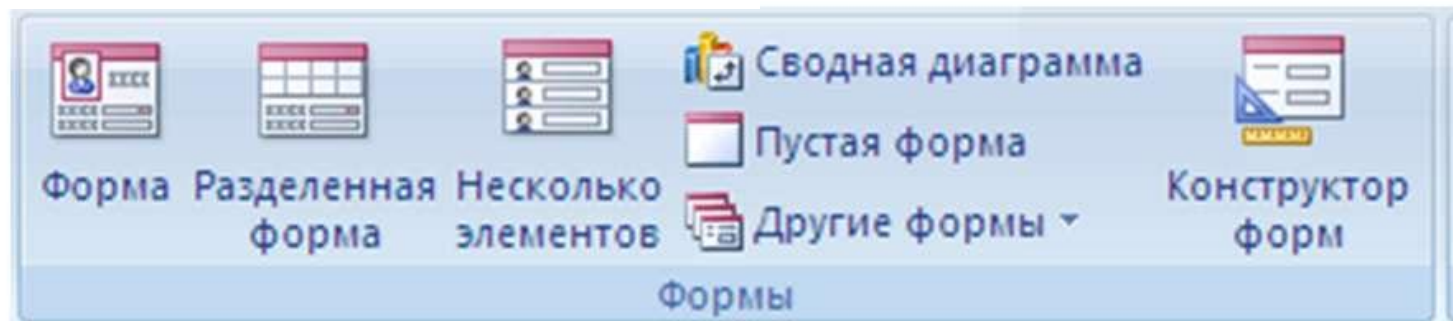 Форма
Разделенная
форма
Несколько
элементов
Сводная диаграмма
Пустая форма
Другие формы
Конструктор
форм
Формы